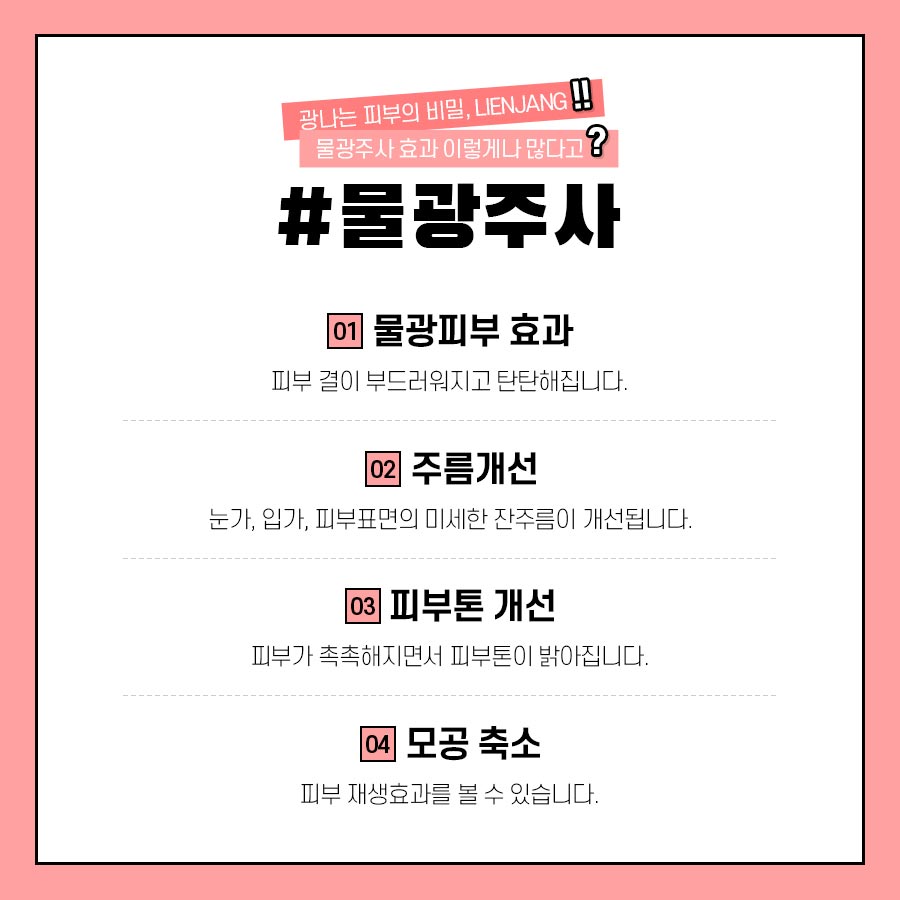 광나는 피부의 비밀, LIENJANG!!
물광주사 효과 이렇게나 많다고?
#물광주사
01 물광피부 효과
피부 결이 부드러워지고 탄탄해집니다.
02 주름개선
눈가, 입가, 피부표면의 미세한 잔주름이 개선됩니다.
03 피부톤 개선
피부가 촉촉해지면서 피부톤이 밝아집니다.
04 모공 축소
피부 재생효과를 볼 수 있습니다.